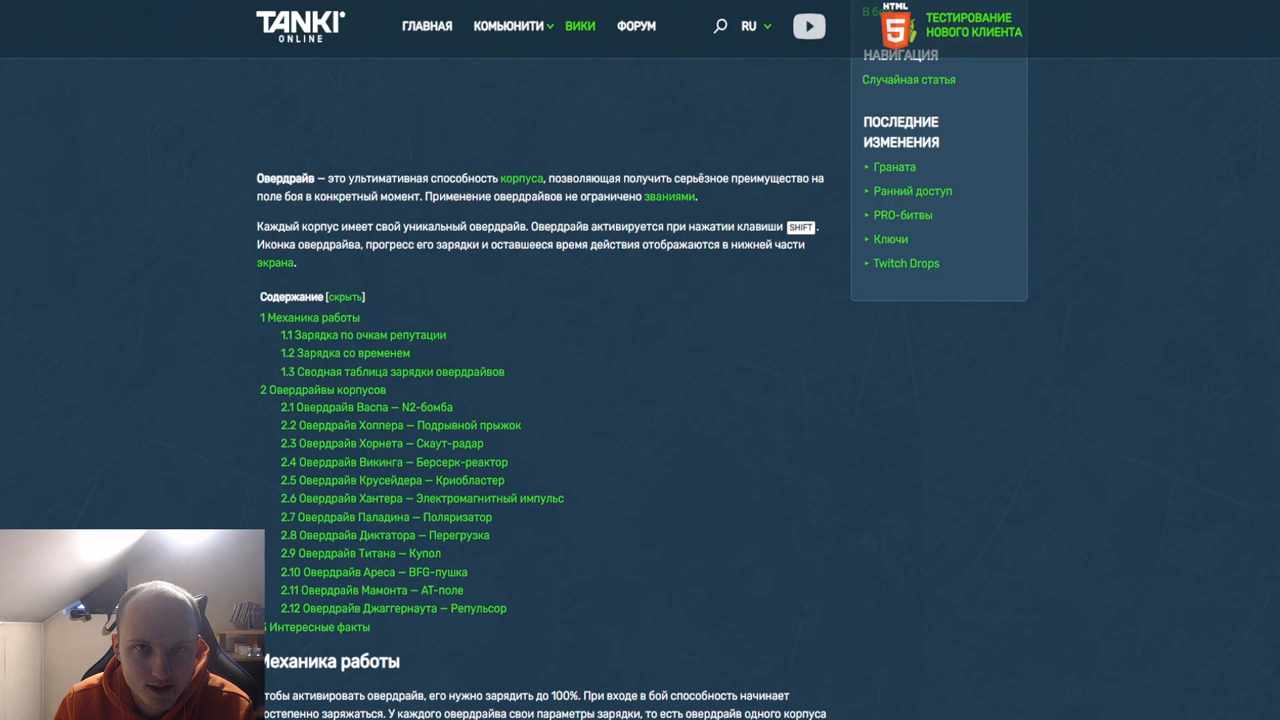 TANKI
ONLINE
ГЛАВНАЯ
КОМЬЮНИТИ
ВИКИ
ФОРУМ
RU
HTML
5
ТЕСТИРОВАНИЕ
НОВОГО КЛИЕНТА
НАВИГАЦИЯ
Случайная статья
ПОСЛЕДНИЕ
ИЗМЕНЕНИЯ
Граната
Ранний доступ
PRO-битвы
Ключи
Twitch Drops
Овердрайв — это ультимативная способность корпуса, позволяющая получить серьёзное преимущество на
поле боя в конкретный момент. Применение овердрайвов не ограничено званиями.
Каждый корпус имеет свой уникальный овердрайв. Овердрайв активируется при нажатии клавиши SHIFT.
Иконка овердрайва, прогресс его зарядки и оставшееся время действия отображаются в нижней части
экрана.
Содержание [скрыть]
1 Механика работы
1.1 Зарядка по очкам репутации
1.2 Зарядка со временем
1.3 Сводная таблица зарядки овердрайвов
2 Овердрайвы корпусов
2.1 Овердрайв Васпа — N2-бомба
2.2 Овердрайв Хоппера — Подрывной прыжок
2.3 Овердрайв Хорнета — Скаут-радар
2.4 Овердрайв Викинга — Берсерк-реактор
2.5 Овердрайв Крусейдера — Криобластер
2.6 Овердрайв Хантера — Электромагнитный импульс
2.7 Овердрайв Паладина — Поляризатор
2.8 Овердрайв Диктатора — Перегрузка
2.9 Овердрайв Титана — Купол
2.10 Овердрайв Ареса — BFG-пушка
2.11 Овердрайв Мамонта — АТ-поле
2.12 Овердрайв Джаггернаута — Репульсор
Интересные факты
Механика работы
тобы активировать овердрайв, его нужно зарядить до 100%. При входе в бой способность начинает
остепенно заряжаться. У каждого овердрайва свои параметры зарядки, то есть овердрайв одного корпуса